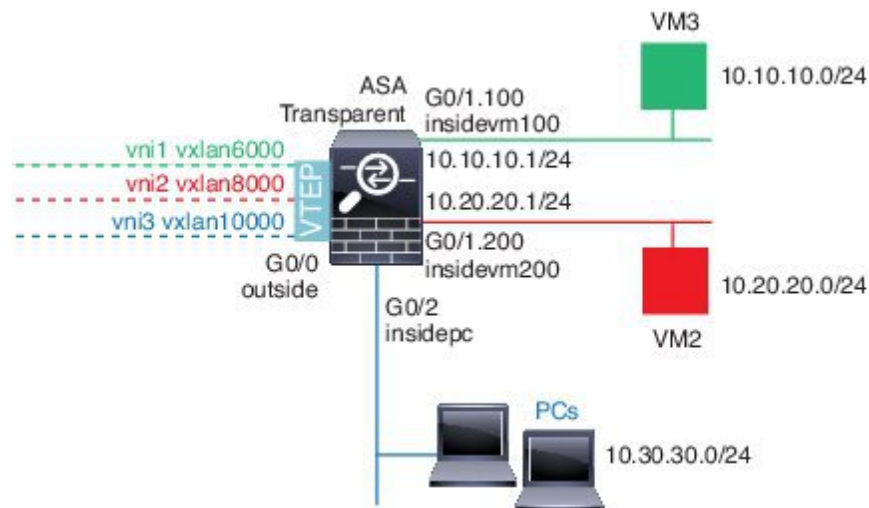 VM3
10.10.10.0/24
ASA
Transparent
G0/1.100
insidevm100
vni1 vxlan6000
10.10.10.1/24
vni2 vxlan8000
VTEP
10.20.20.1/24
vni3 vxlan10000
G0/1.200
insidevm200
G0/0
outside
10.20.20.0/24
G0/2
insidepc
VM2
PCs
10.30.30.0/24